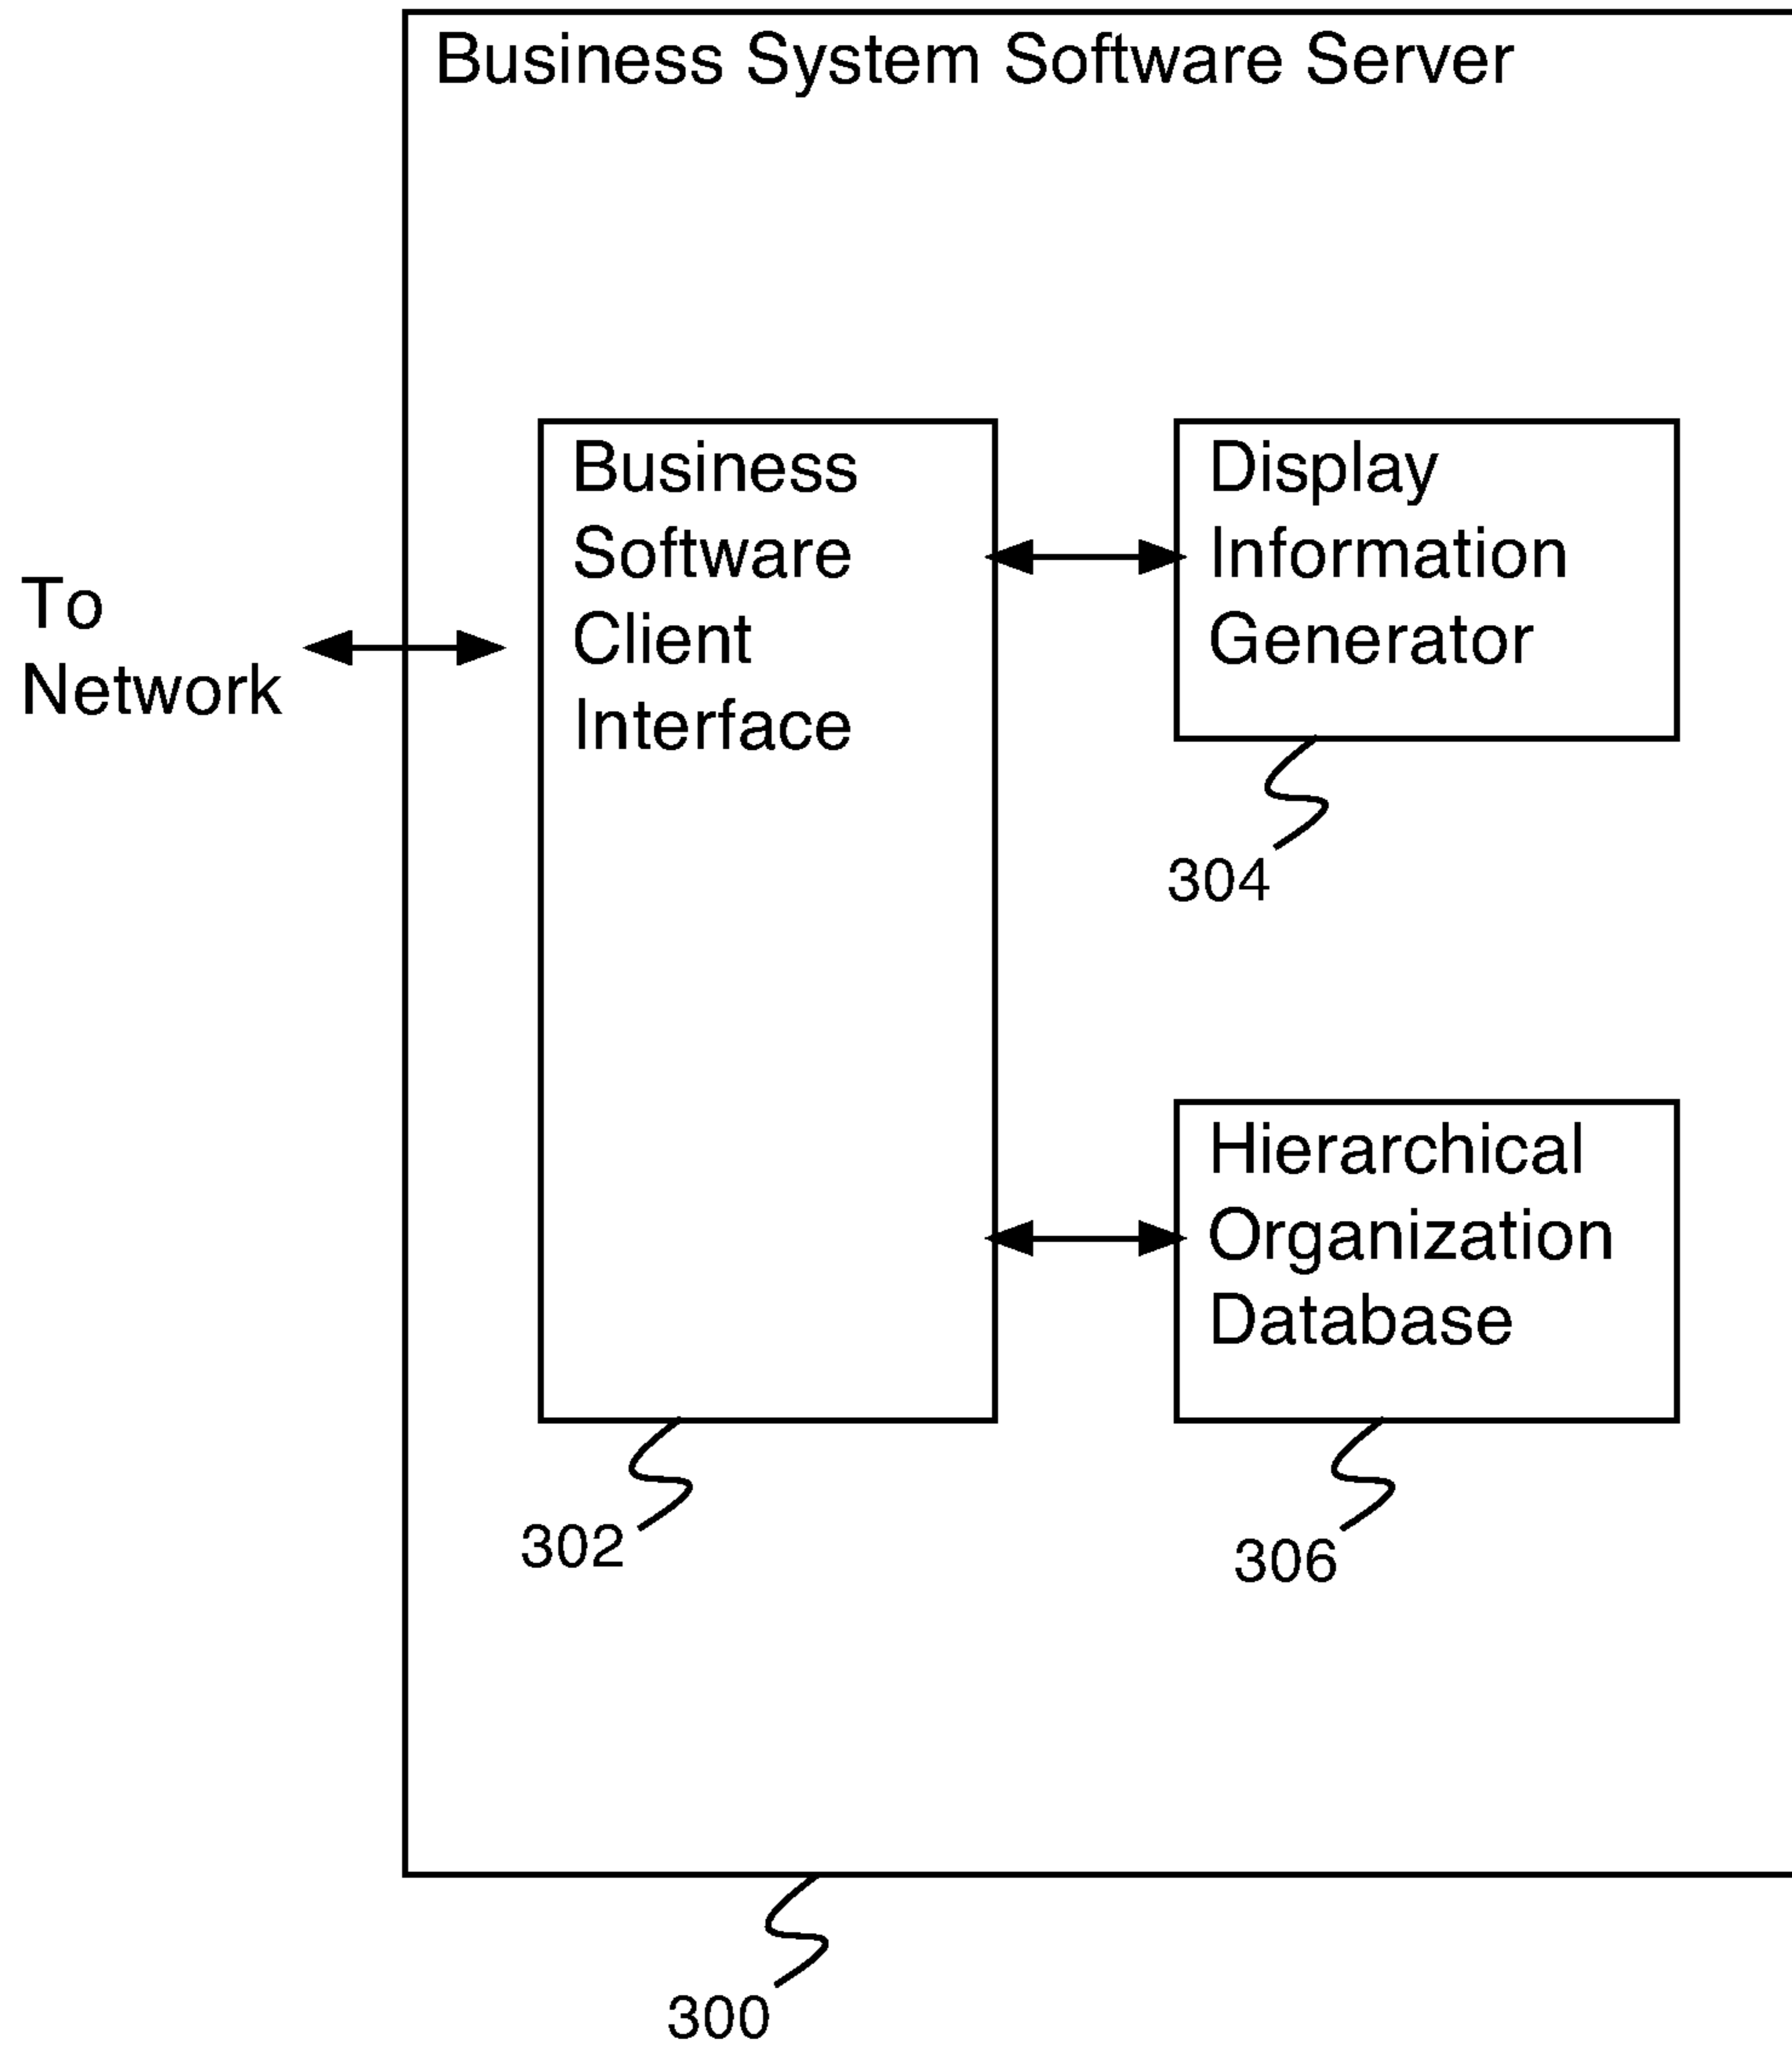 Business System Software Server
To
Network
Business
Software
Client
Interface
Display
Information
Generator
304
Hierarchical
Organization
Database
302
306
300